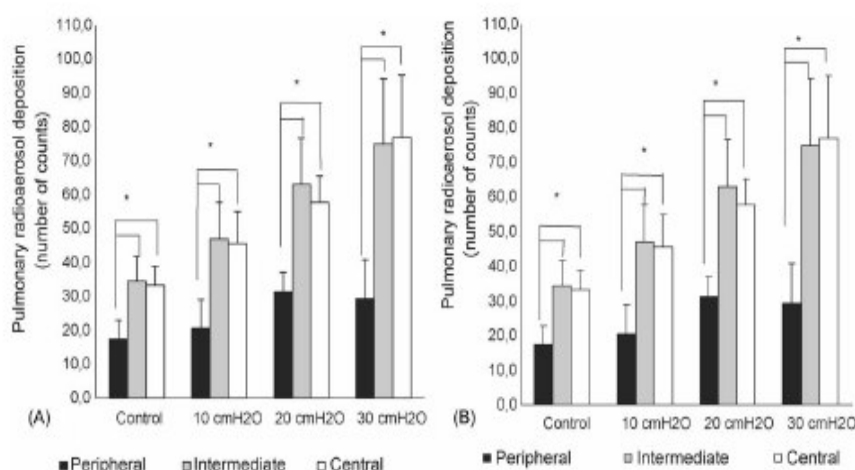 110,0
100,0
90,0
80,0
70,0
60,0
50,0
40,0
30,0
20,0
10,0
0,0
Pulmonary radioaerosol deposition
(number of counts)
*
*
*
*
(A)
Control
10 cmH2O
20 cmH2O
30 cmH2O
Peripheral
Intermediate
Central
110,0
100,0
90,0
80,0
70,0
60,0
50,0
40,0
30,0
20,0
10,0
0,0
Pulmonary radioaerosol deposition
(number of counts)
*
*
*
*
(B)
Control
10 cmH2O
20 cmH2O
30 cmH2O
Peripheral
Intermediate
Central